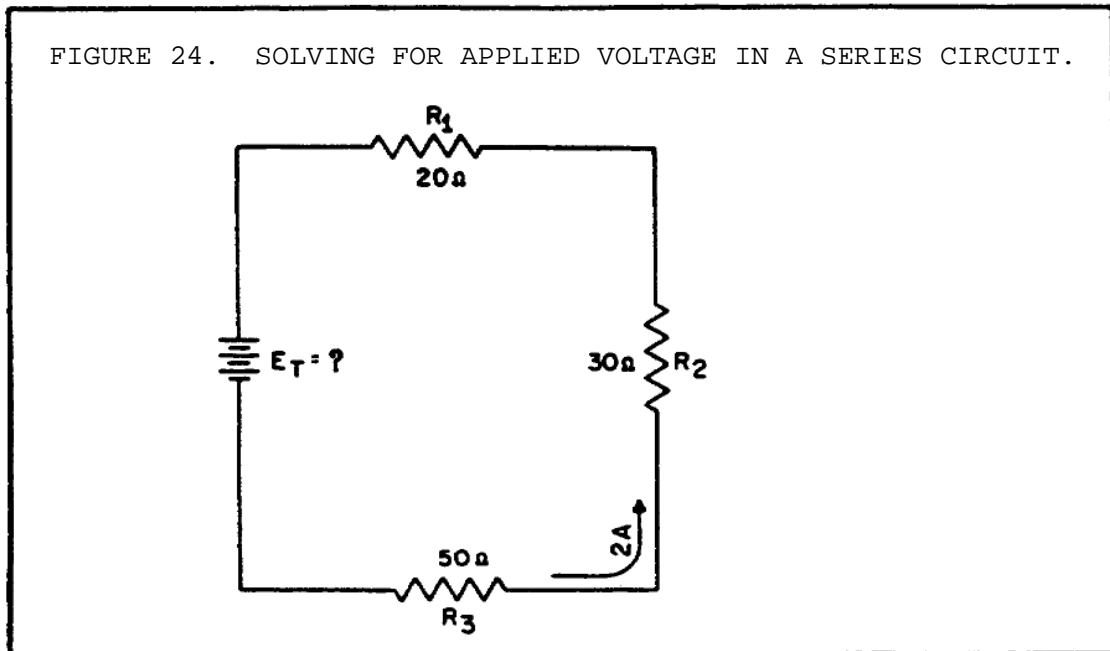 FIGURE 24. SOLVING FOR APPLIED VOLTAGE IN A SERIES CIRCUIT.
R1
20Ω
ET = ?
30Ω R2
2A
50Ω
R3